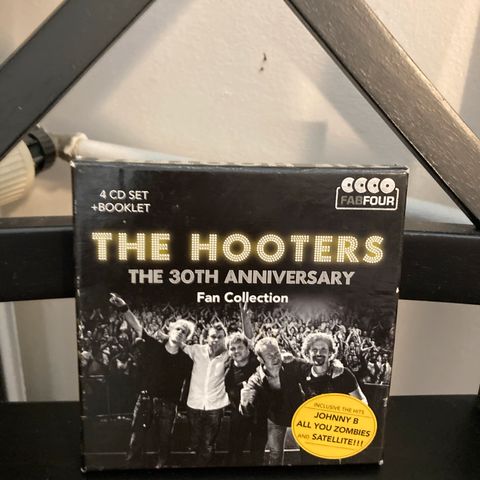 4 CD SET
+BOOKLET
FABFOUR
THE HOOTERS
THE 30TH ANNIVERSARY
Fan Collection
INCLUSIVE THE HITS
JOHNNY B
ALL YOU ZOMBIES
AND SATELLITE!!!